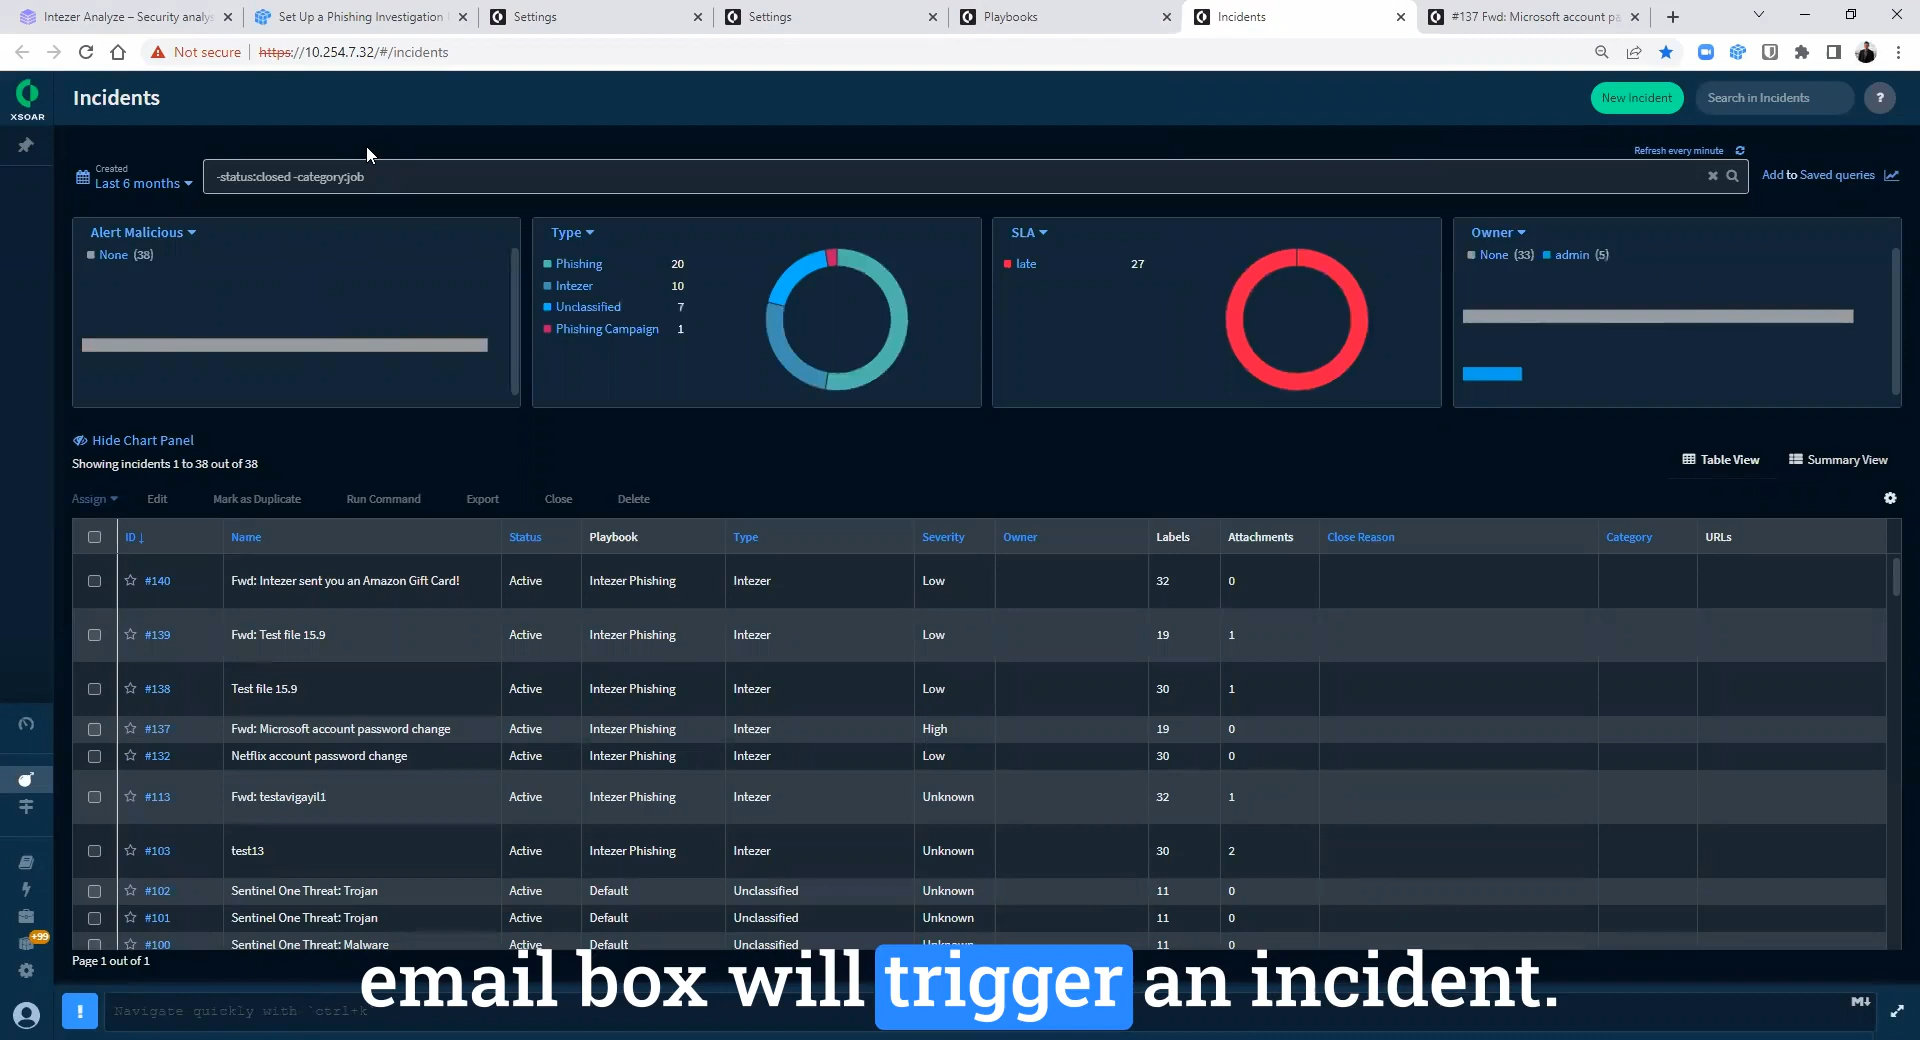 Intezer Analyze – Security analys
Set Up a Phishing Investigation
Settings
Settings
Playbooks
Incidents
#137 Fwd: Microsoft account pa
Not secure
https://10.254.7.32/#/incidents
XSOAR
Incidents
New Incident
Search in Incidents
?
Refresh every minute
Created
Last 6 months
-status:closed -category:job
Add to Saved queries
Alert Malicious
None (38)
Type
Phishing 20
Intezer 10
Unclassified 7
Phishing Campaign 1
SLA
late 27
Owner
None (33) admin (5)
Hide Chart Panel
Showing incidents 1 to 38 out of 38
Table View
Summary View
Assign Edit Mark as Duplicate Run Command Export Close Delete
ID Name Status Playbook Type Severity Owner Labels Attachments Close Reason Category URLs
#140 Fwd: Intezer sent you an Amazon Gift Card! Active Intezer Phishing Intezer Low 32 0
#139 Fwd: Test file 15.9 Active Intezer Phishing Intezer Low 19 1
#138 Test file 15.9 Active Intezer Phishing Intezer Low 30 1
#137 Fwd: Microsoft account password change Active Intezer Phishing Intezer High 19 0
#132 Netflix account password change Active Intezer Phishing Intezer Low 30 0
#113 Fwd: testavigayil1 Active Intezer Phishing Intezer Unknown 32 1
#103 test13 Active Intezer Phishing Intezer Unknown 30 2
#102 Sentinel One Threat: Trojan Active Default Unclassified Unknown 11 0
#101 Sentinel One Threat: Trojan Active Default Unclassified Unknown 11 0
#100 Sentinel One Threat: Malware Active Default Unclassified Unknown 11 0
+99
Page 1 out of 1
email box will trigger an incident.
!
Navigate quickly with `ctrl+k
M↓